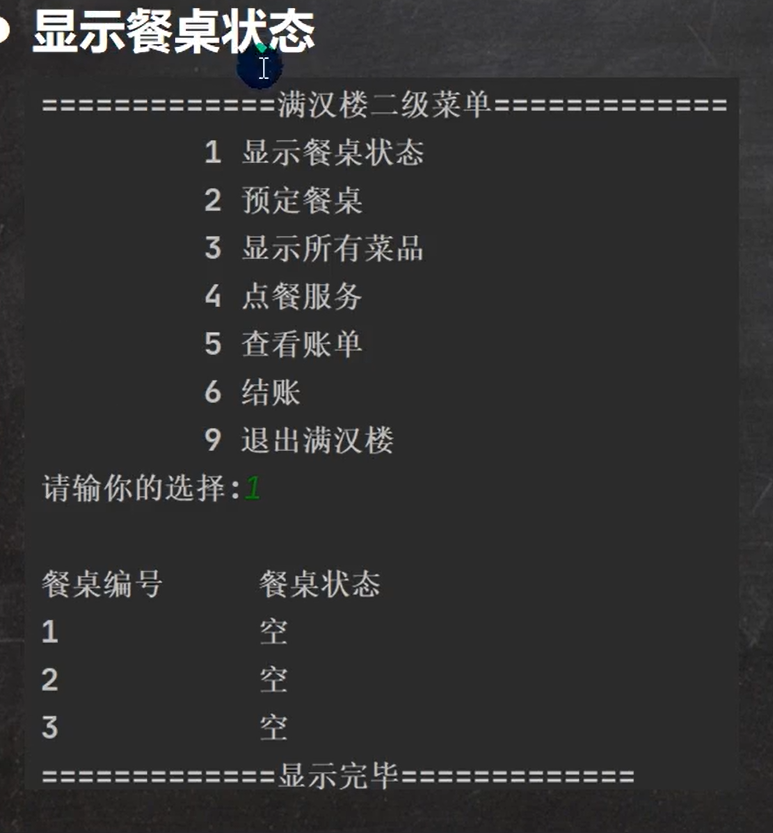 显示餐桌状态
=============满汉楼二级菜单=============
1 显示餐桌状态
2 预定餐桌
3 显示所有菜品
4 点餐服务
5 查看账单
6 结账
9 退出满汉楼
请输你的选择:1
餐桌编号 餐桌状态
1 空
2 空
3 空
=============显示完毕=============